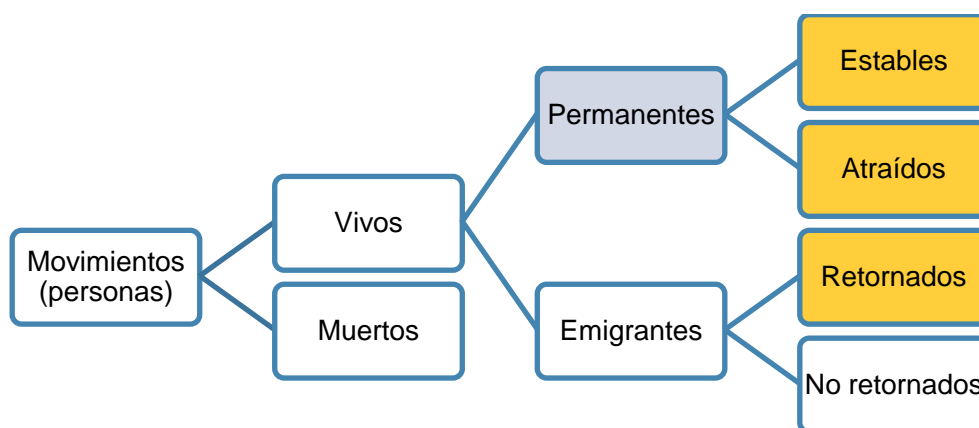 Movimientos
(personas)
Vivos
Muertos
Permanentes
Emigrantes
Estables
Atraídos
Retornados
No retornados